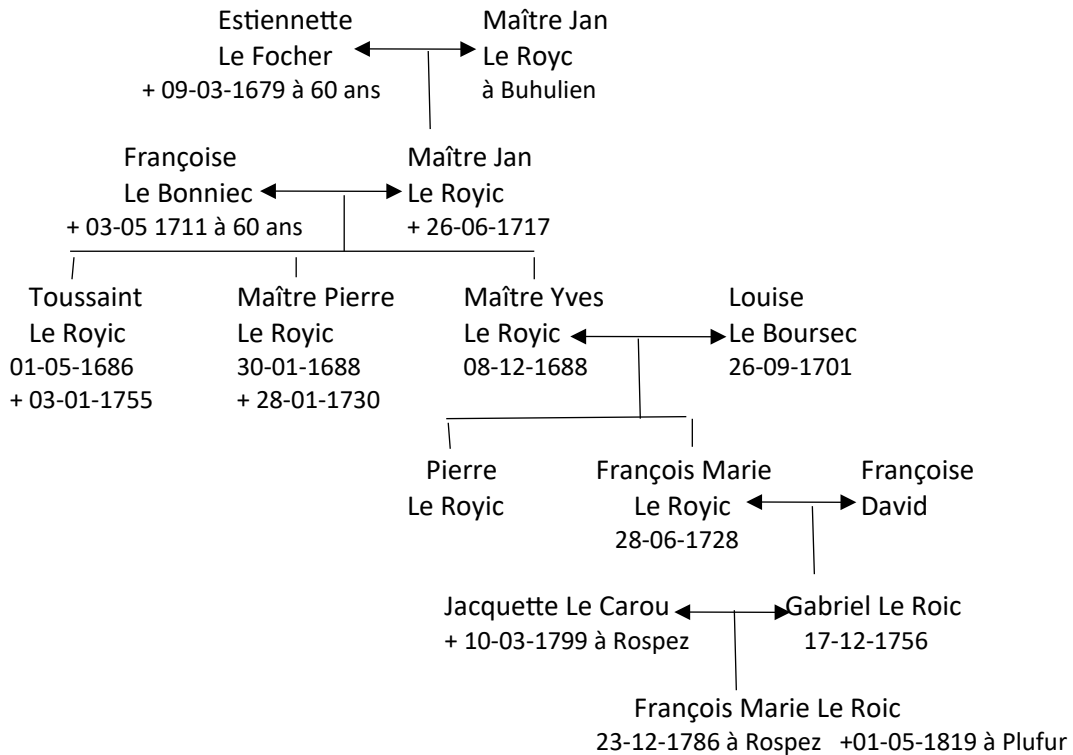 Estiennette
Le Focher
+ 09-03-1679 à 60 ans
Maître Jan
Le Royc
à Buhulien
Françoise
Le Bonniec
+ 03-05 1711 à 60 ans
Maître Jan
Le Royic
+ 26-06-1717
Toussaint
Le Royic
01-05-1686
+ 03-01-1755
Maître Pierre
Le Royic
30-01-1688
+ 28-01-1730
Maître Yves
Le Royic
08-12-1688
Louise
Le Boursec
26-09-1701
Pierre
Le Royic
François Marie
Le Royic
28-06-1728
Françoise
David
Jacquette Le Carou
+ 10-03-1799 à Rospez
Gabriel Le Roic
17-12-1756
François Marie Le Roic
23-12-1786 à Rospez +01-05-1819 à Plufur